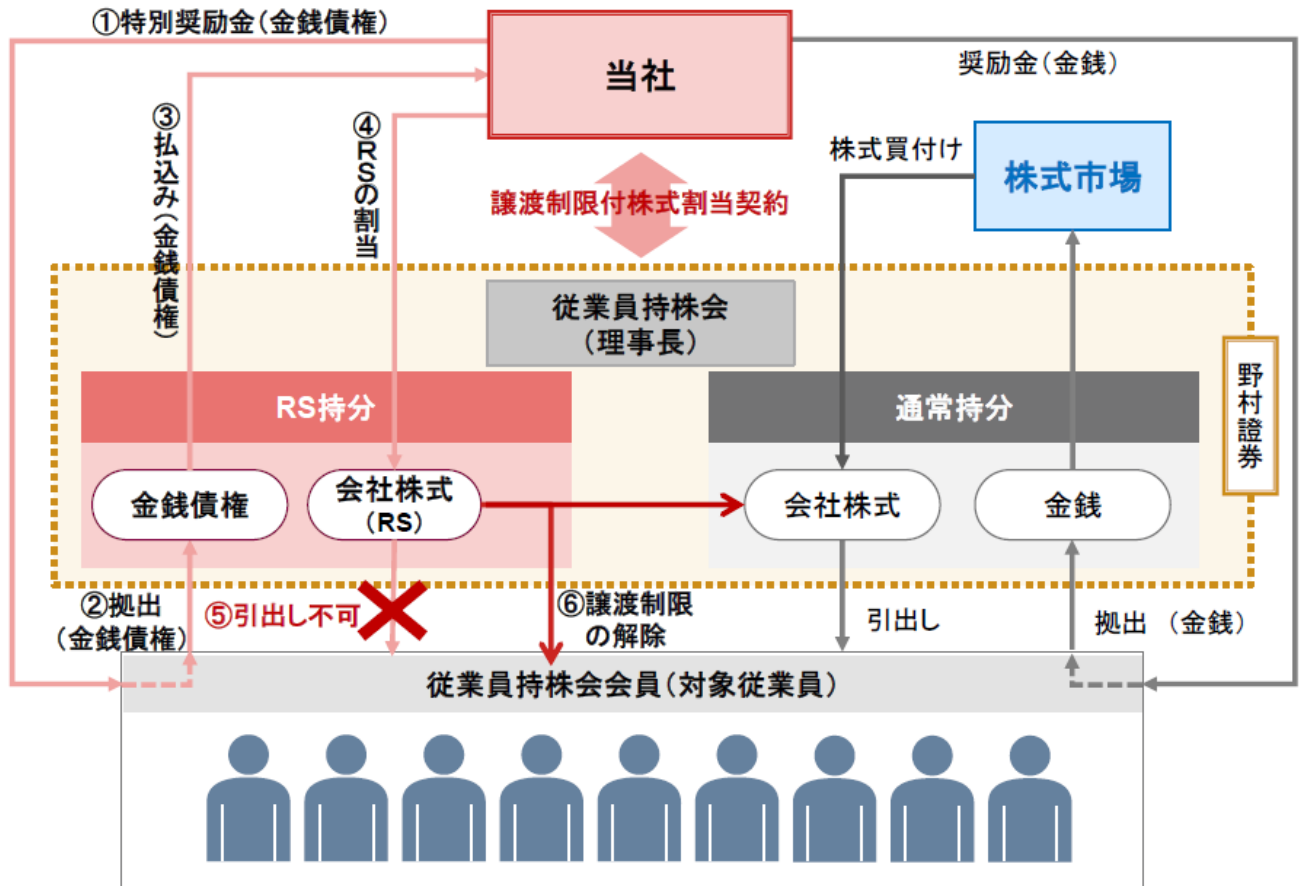 ①特別奨励金（金銭債権）
当社
奨励金（金銭）
③払込み（金銭債権）
④RSの割当
株式買付け
株式市場
譲渡制限付株式割当契約
従業員持株会
（理事長）
野村證券
RS持分
通常持分
金銭債権
会社株式
（RS）
会社株式
金銭
②拠出
（金銭債権）
⑤引出し不可
⑥譲渡制限
の解除
引出し
拠出 （金銭）
従業員持株会会員（対象従業員）